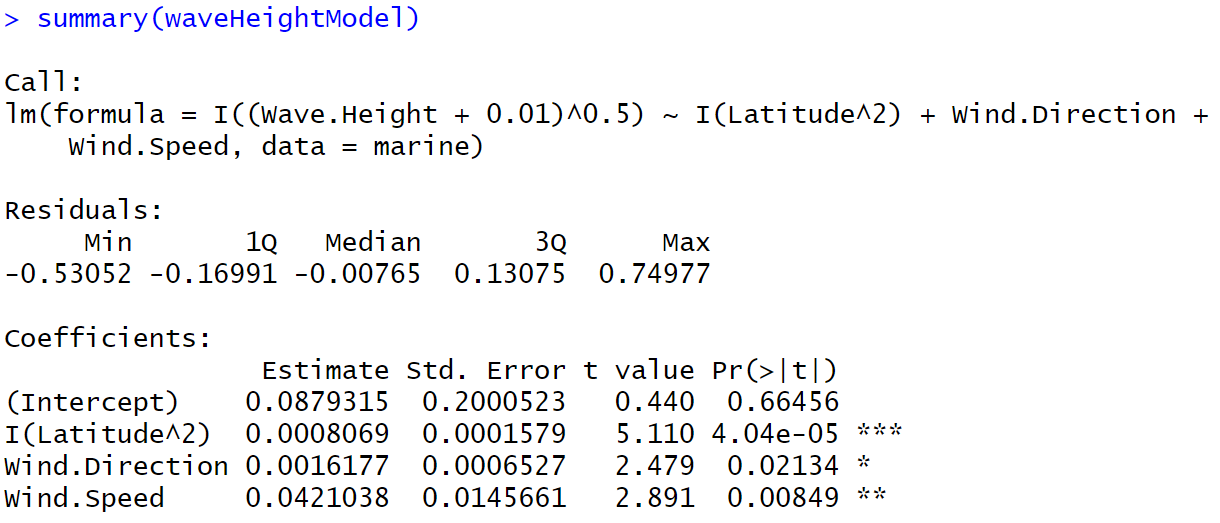 > summary(waveHeightModel)
Call:
lm(formula = I((Wave.Height + 0.01)^0.5) ~ I(Latitude^2) + Wind.Direction +
    Wind.Speed, data = marine)
Residuals:
     Min       1Q   Median       3Q      Max
-0.53052 -0.16991 -0.00765  0.13075  0.74977
Coefficients:
                Estimate Std. Error t value Pr(>|t|)
(Intercept)    0.0879315  0.2000523   0.440  0.66456
I(Latitude^2)  0.0008069  0.0001579   5.110 4.04e-05 ***
Wind.Direction 0.0016177  0.0006527   2.479  0.02134 *
Wind.Speed     0.0421038  0.0145661   2.891  0.00849 **